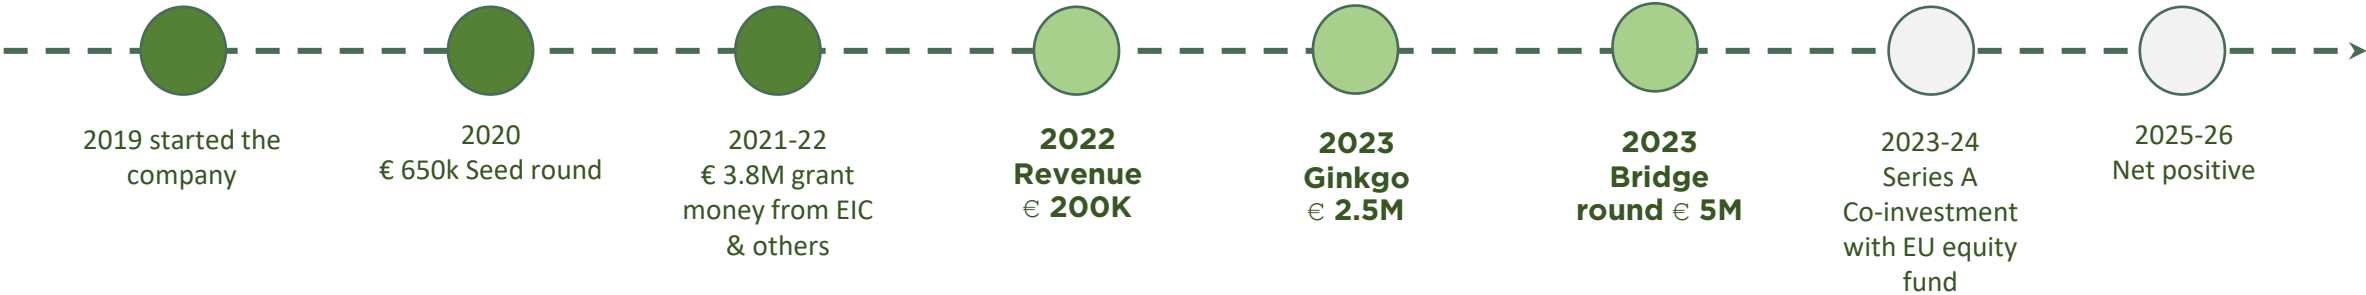 2019 started the
company
2020
€ 650k Seed round
2021-22
€ 3.8M grant
money from EIC
& others
2022
Revenue
€ 200K
2023
Ginkgo
€ 2.5M
2023
Bridge
round € 5M
2023-24
Series A
Co-investment
with EU equity
fund
2025-26
Net positive